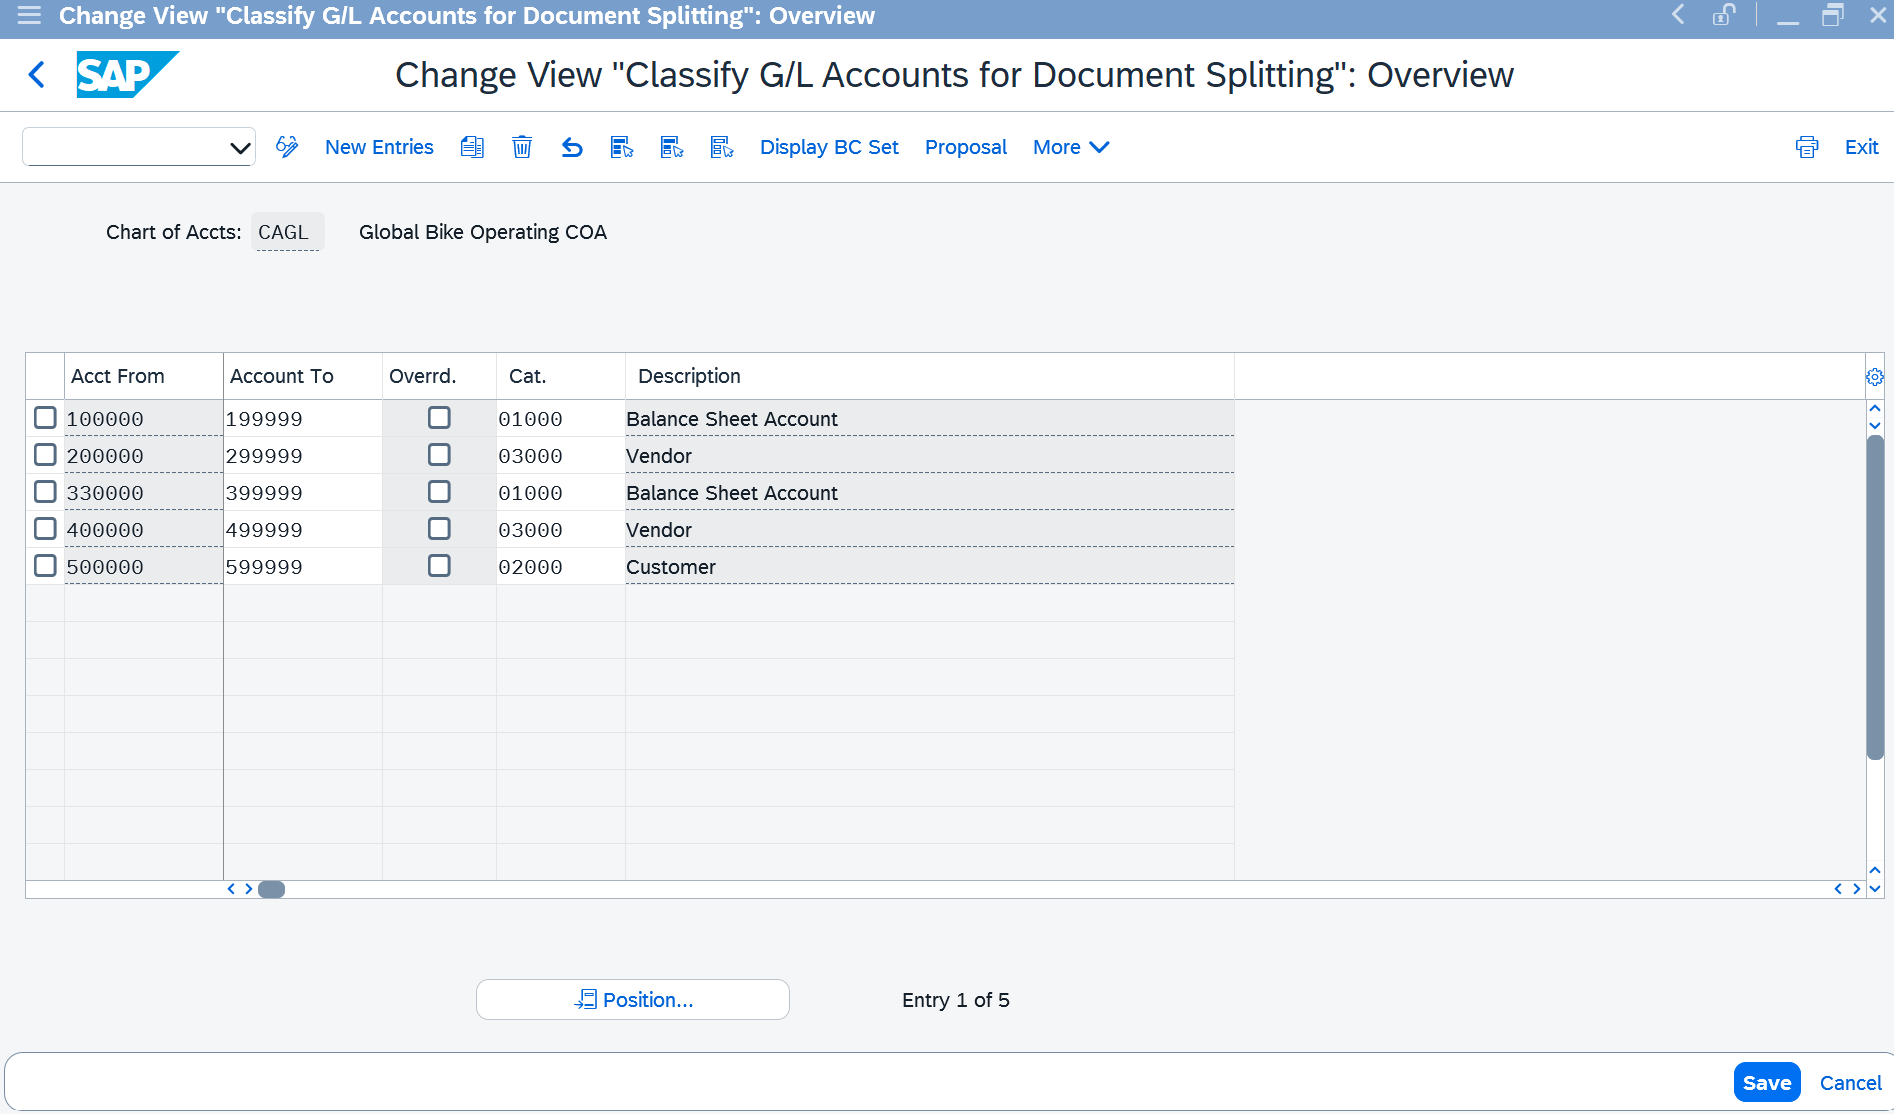 Change View "Classify G/L Accounts for Document Splitting": Overview
SAP
Change View "Classify G/L Accounts for Document Splitting": Overview
New Entries Display BC Set Proposal More Exit
Chart of Accts: CAGL Global Bike Operating COA
Acct From Account To Overrd. Cat. Description
100000 199999 01000 Balance Sheet Account
200000 299999 03000 Vendor
330000 399999 01000 Balance Sheet Account
400000 499999 03000 Vendor
500000 599999 02000 Customer
Position... Entry 1 of 5
Save Cancel